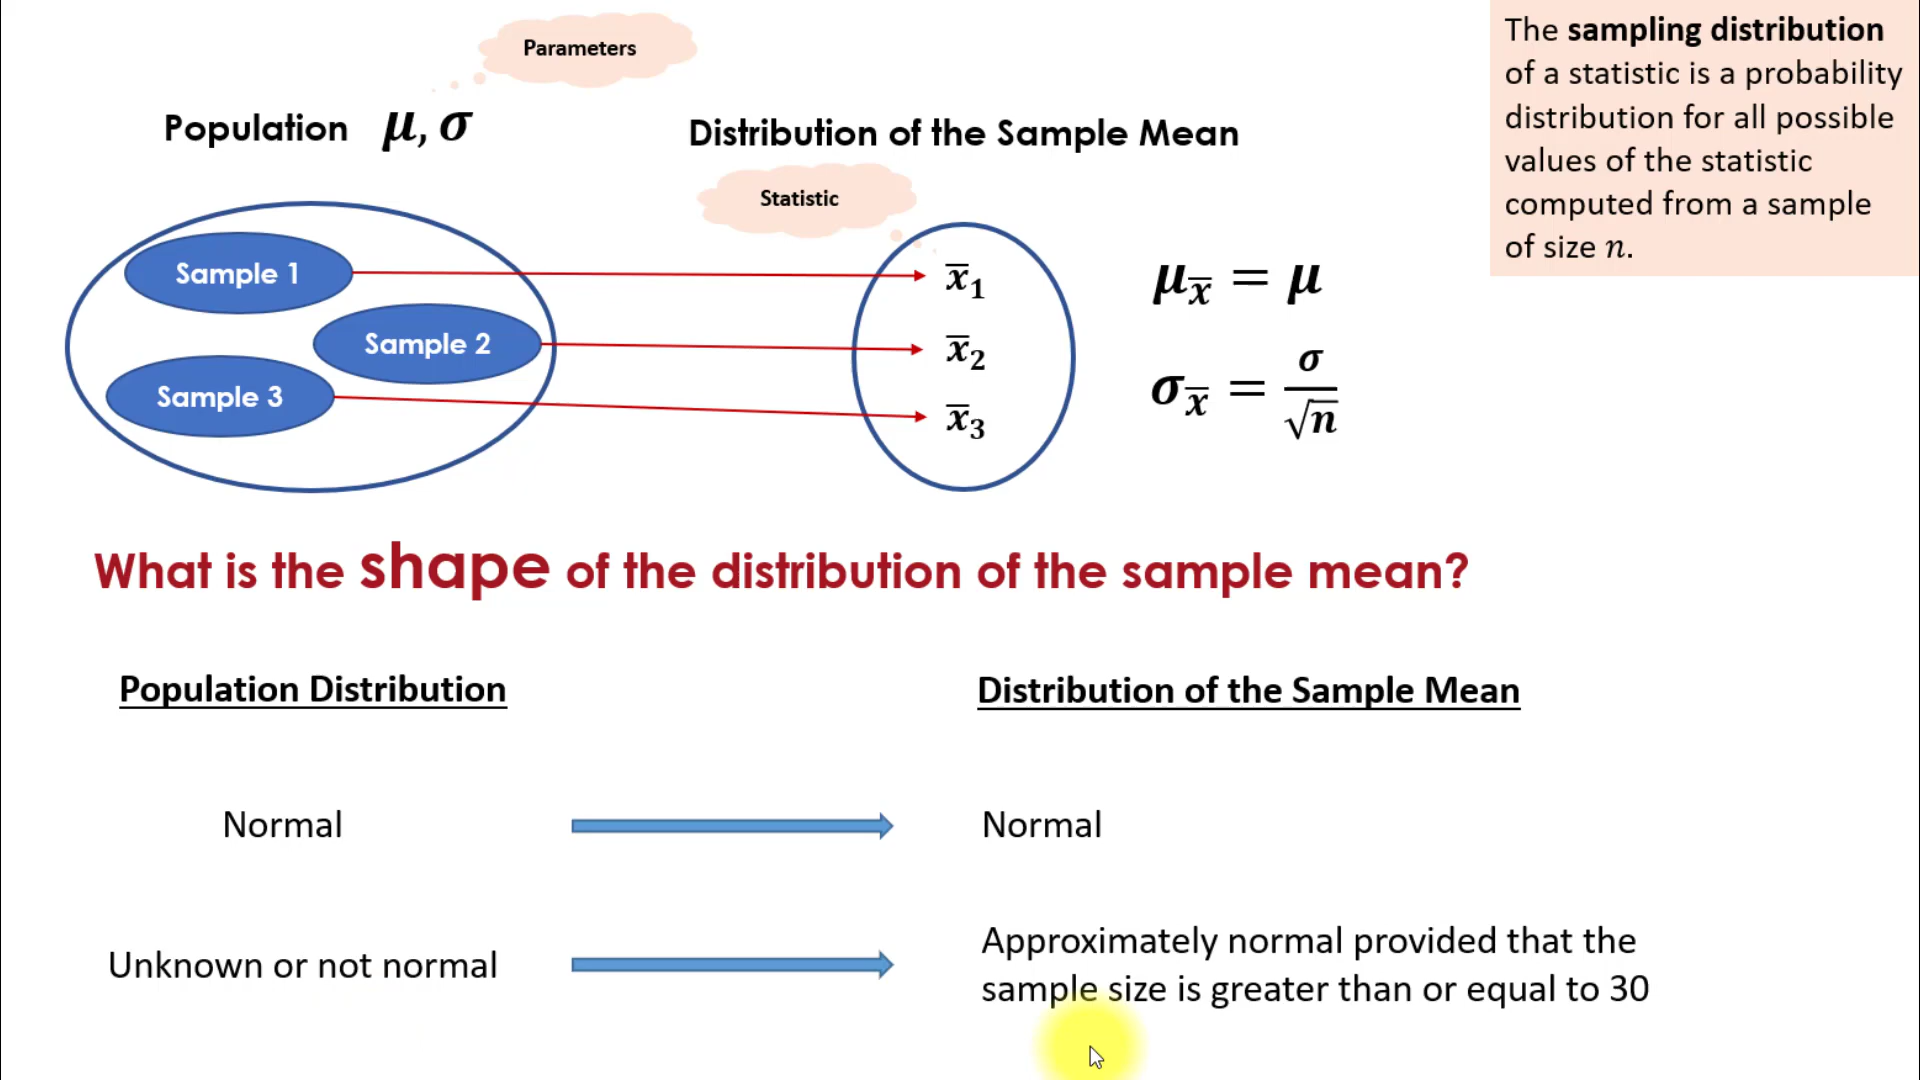 Parameters
Population μ, σ
Distribution of the Sample Mean
The sampling distribution
of a statistic is a probability
distribution for all possible
values of the statistic
computed from a sample
of size n.
Statistic
Sample 1
Sample 2
Sample 3
x̅₁
x̅₂
x̅₃
μ_x̅ = μ
σ_x̅ = σ/√n
What is the shape of the distribution of the sample mean?
Population Distribution
Distribution of the Sample Mean
Normal
Normal
Unknown or not normal
Approximately normal provided that the
sample size is greater than or equal to 30